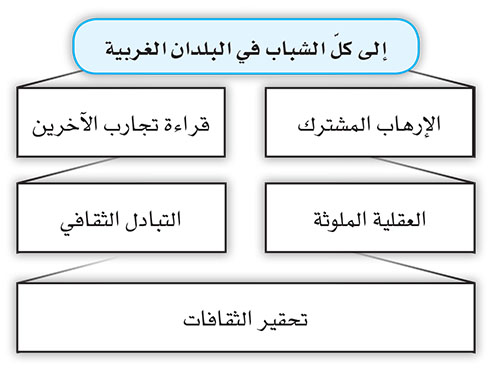 إلى كلّ الشباب في البلدان الغربية
الإرهاب المشترك
قراءة تجارب الآخرين
العقلية الملوثة
التبادل الثقافي
تحقير الثقافات